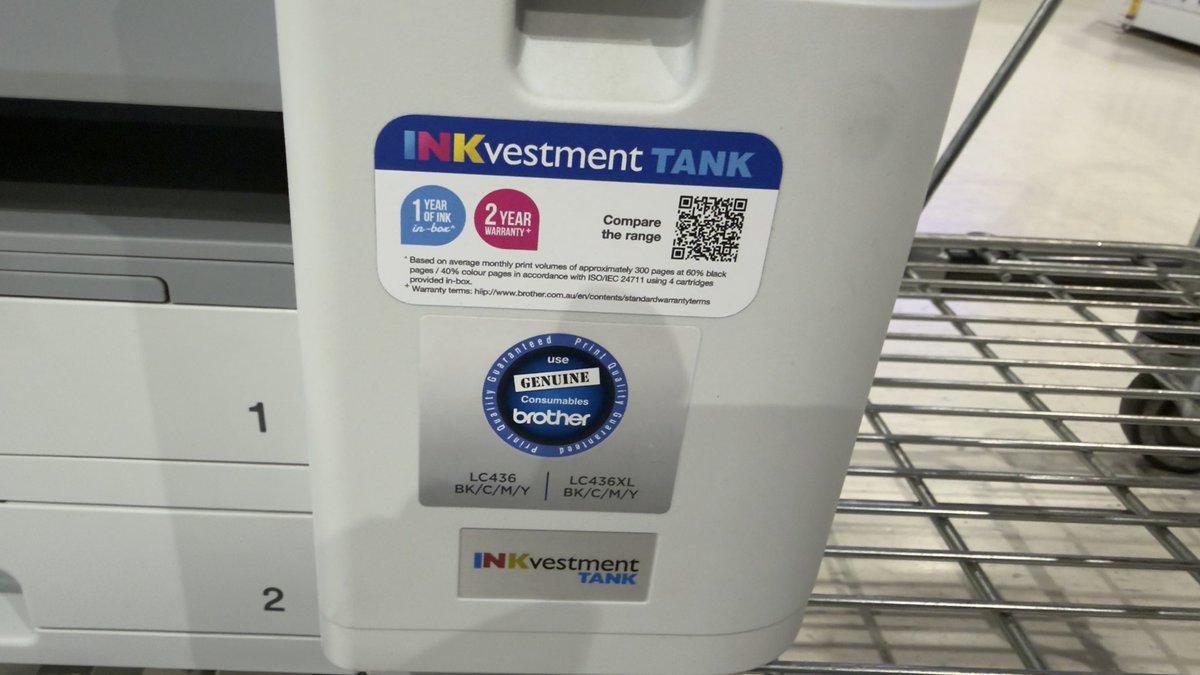 INKvestment TANK
1 YEAR OF INK in-box^
2 YEAR WARRANTY+
Compare
the range
^ Based on average monthly print volumes of approximately 300 pages at 60% black
pages / 40% colour pages in accordance with ISO/IEC 24711 using 4 cartridges
provided in-box.
+ Warranty terms: http://www.brother.com.au/en/contents/standardwarrantyterms
Print Quality Guaranteed Print Quality Guaranteed
use
GENUINE
Consumables
brother
LC436
BK/C/M/Y
LC436XL
BK/C/M/Y
INKvestment
TANK
1
2